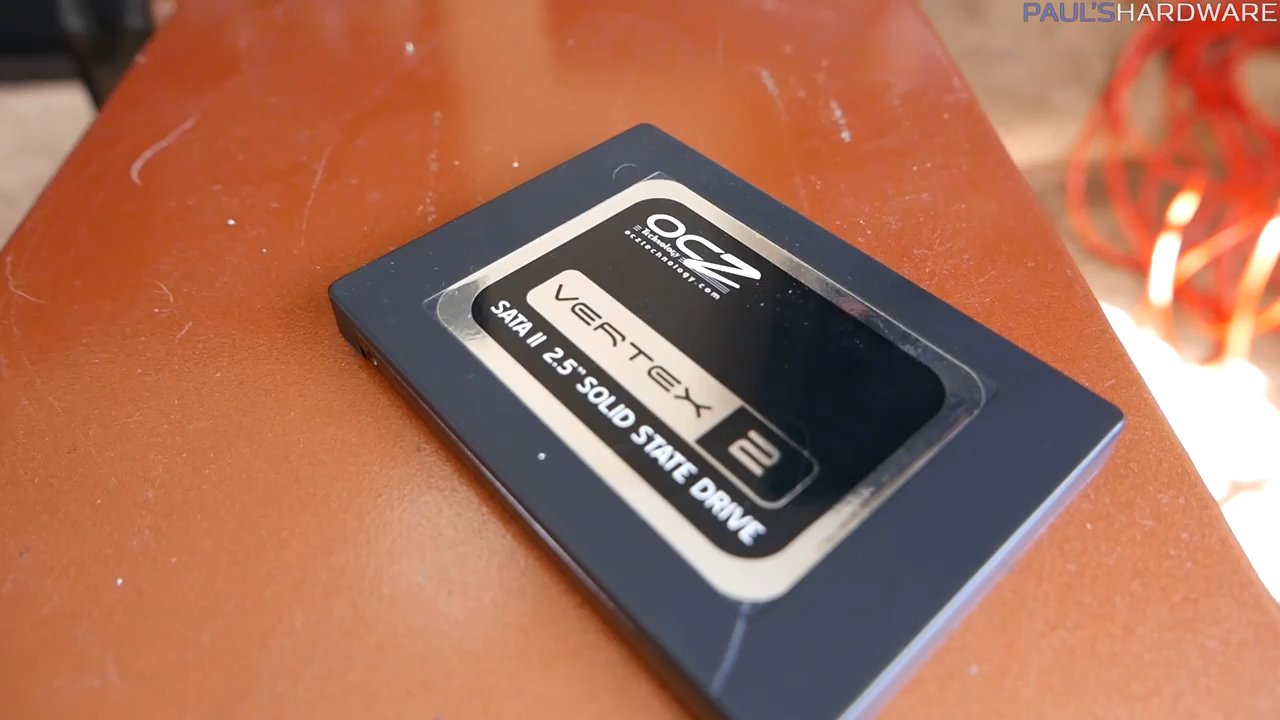 PAUL'SHARDWARE
OCZ
Technology
ocztechnology.com
VERTEX 2
SATA II 2.5" SOLID STATE DRIVE